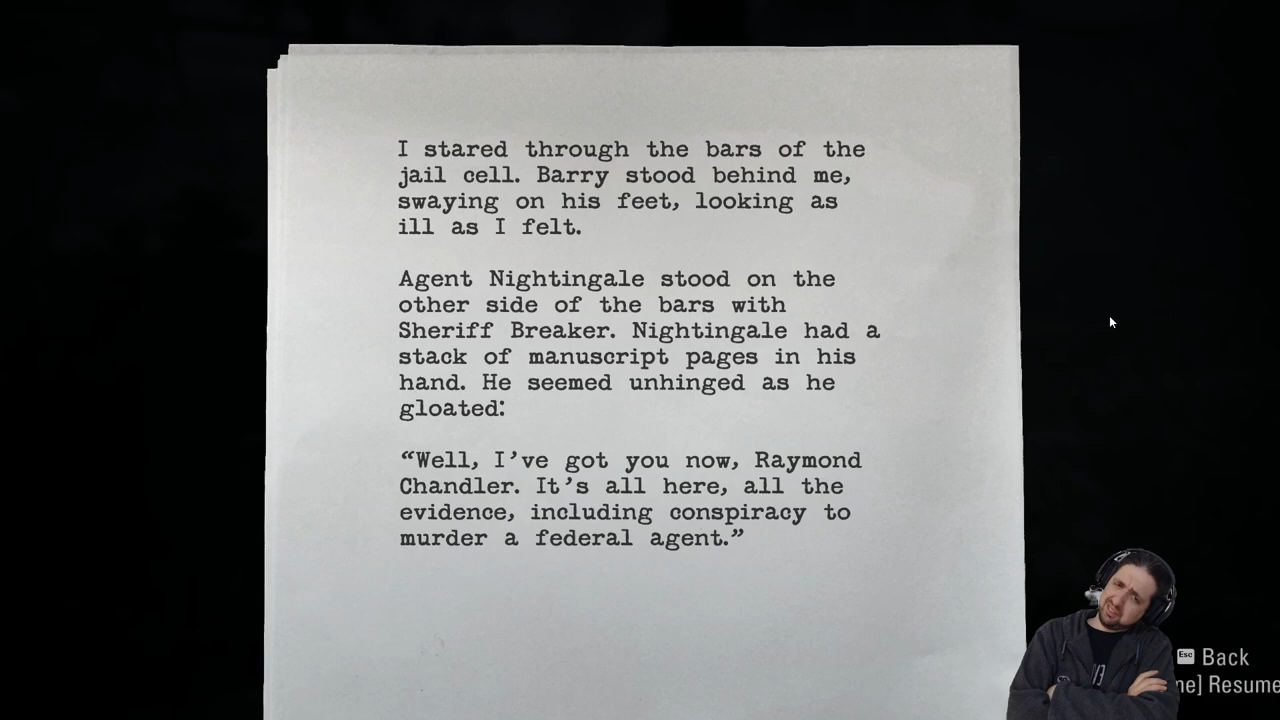 I stared through the bars of the
jail cell. Barry stood behind me,
swaying on his feet, looking as
ill as I felt.
Agent Nightingale stood on the
other side of the bars with
Sheriff Breaker. Nightingale had a
stack of manuscript pages in his
hand. He seemed unhinged as he
gloated:
“Well, I’ve got you now, Raymond
Chandler. It’s all here, all the
evidence, including conspiracy to
murder a federal agent.”
Esc Back
me] Resume